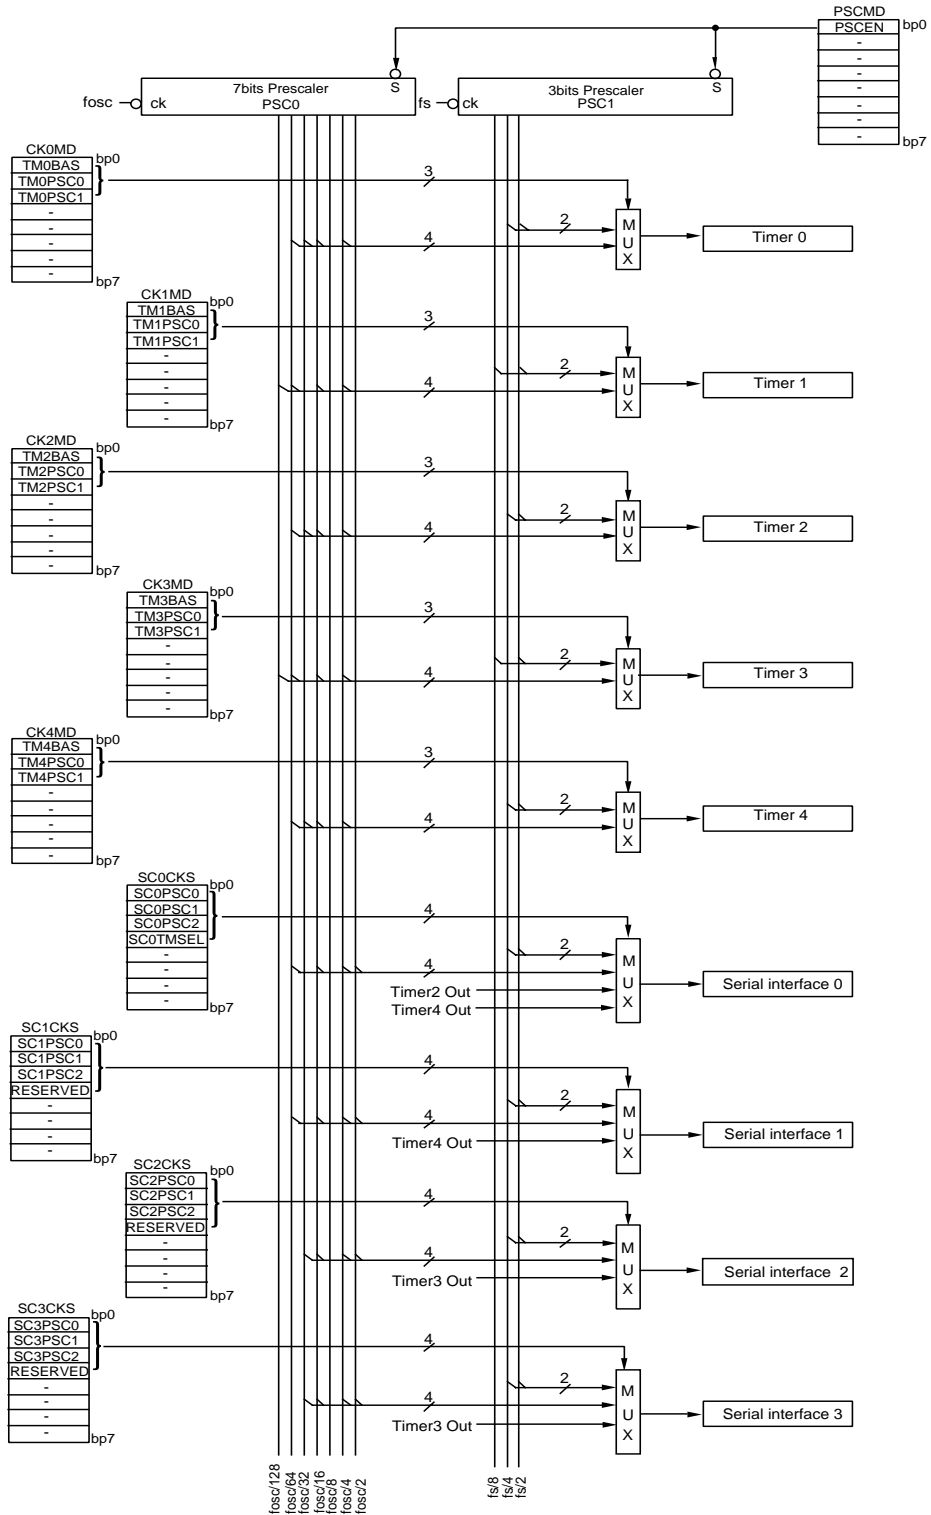 PSCMD
PSCEN
bp0
-
-
-
-
-
-
-
bp7
7bits Prescaler
PSC0
S
fosc
ck
3bits Prescaler
PSC1
S
fs
ck
CK0MD
bp0
TM0BAS
TM0PSC0
TM0PSC1
-
-
-
-
-
bp7
3
2
4
M
U
X
Timer 0
CK1MD
bp0
TM1BAS
TM1PSC0
TM1PSC1
-
-
-
-
-
bp7
3
2
4
M
U
X
Timer 1
CK2MD
bp0
TM2BAS
TM2PSC0
TM2PSC1
-
-
-
-
-
bp7
3
2
4
M
U
X
Timer 2
CK3MD
bp0
TM3BAS
TM3PSC0
TM3PSC1
-
-
-
-
-
bp7
3
2
4
M
U
X
Timer 3
CK4MD
bp0
TM4BAS
TM4PSC0
TM4PSC1
-
-
-
-
-
bp7
3
2
4
M
U
X
Timer 4
SC0CKS
bp0
SC0PSC0
SC0PSC1
SC0PSC2
SC0TMSEL
-
-
-
-
bp7
4
2
4
Timer2 Out
Timer4 Out
M
U
X
Serial interface 0
SC1CKS
bp0
SC1PSC0
SC1PSC1
SC1PSC2
RESERVED
-
-
-
-
bp7
4
2
4
Timer4 Out
M
U
X
Serial interface 1
SC2CKS
bp0
SC2PSC0
SC2PSC1
SC2PSC2
RESERVED
-
-
-
-
bp7
4
2
4
Timer3 Out
M
U
X
Serial interface 2
SC3CKS
bp0
SC3PSC0
SC3PSC1
SC3PSC2
RESERVED
-
-
-
-
bp7
4
2
4
Timer3 Out
M
U
X
Serial interface 3
fosc/128
fosc/64
fosc/32
fosc/16
fosc/8
fosc/4
fosc/2
fs/8
fs/4
fs/2